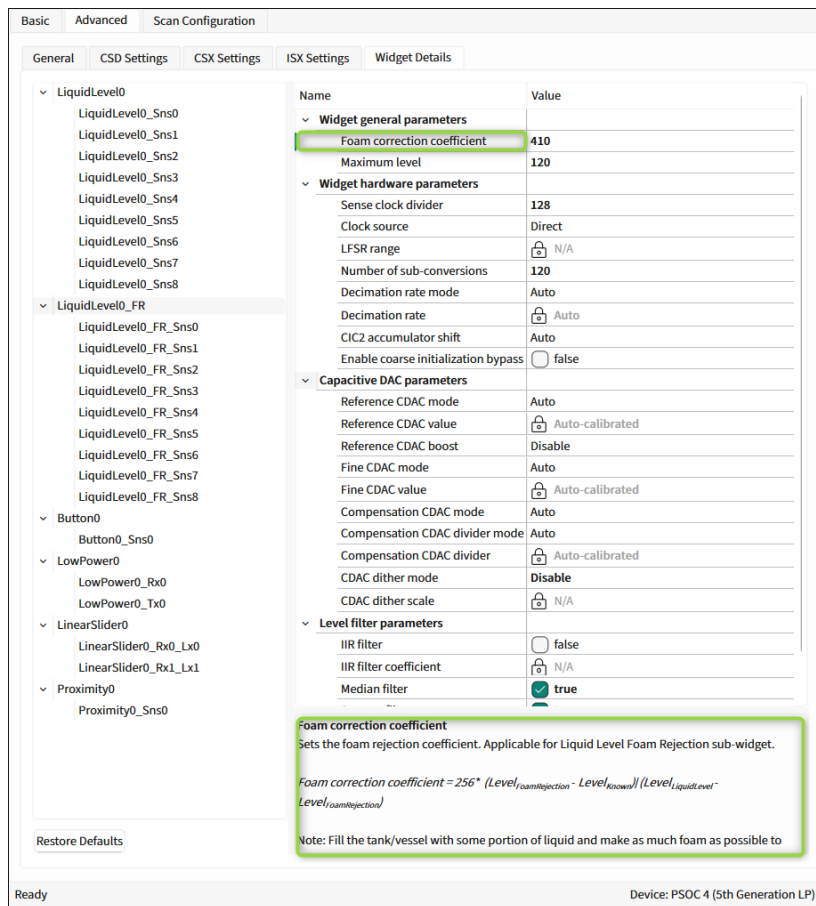 Basic Advanced Scan Configuration
General CSD Settings CSX Settings ISX Settings Widget Details
LiquidLevel0
LiquidLevel0_Sns0
LiquidLevel0_Sns1
LiquidLevel0_Sns2
LiquidLevel0_Sns3
LiquidLevel0_Sns4
LiquidLevel0_Sns5
LiquidLevel0_Sns6
LiquidLevel0_Sns7
LiquidLevel0_Sns8
LiquidLevel0_FR
LiquidLevel0_FR_Sns0
LiquidLevel0_FR_Sns1
LiquidLevel0_FR_Sns2
LiquidLevel0_FR_Sns3
LiquidLevel0_FR_Sns4
LiquidLevel0_FR_Sns5
LiquidLevel0_FR_Sns6
LiquidLevel0_FR_Sns7
LiquidLevel0_FR_Sns8
Button0
Button0_Sns0
LowPower0
LowPower0_Rx0
LowPower0_Tx0
LinearSlider0
LinearSlider0_Rx0_Lx0
LinearSlider0_Rx1_Lx1
Proximity0
Proximity0_Sns0
Restore Defaults
Name Value
Widget general parameters
Foam correction coefficient 410
Maximum level 120
Widget hardware parameters
Sense clock divider 128
Clock source Direct
LFSR range N/A
Number of sub-conversions 120
Decimation rate mode Auto
Decimation rate Auto
CIC2 accumulator shift Auto
Enable coarse initialization bypass false
Capacitive DAC parameters
Reference CDAC mode Auto
Reference CDAC value Auto-calibrated
Reference CDAC boost Disable
Fine CDAC mode Auto
Fine CDAC value Auto-calibrated
Compensation CDAC mode Auto
Compensation CDAC divider mode Auto
Compensation CDAC divider Auto-calibrated
CDAC dither mode Disable
CDAC dither scale N/A
Level filter parameters
IIR filter false
IIR filter coefficient N/A
Median filter true
Foam correction coefficient
Sets the foam rejection coefficient. Applicable for Liquid Level Foam Rejection sub-widget.
Foam correction coefficient = 256* (LevelFoamRejection - LevelKnown)/ (LevelLiquidLevel -
LevelFoamRejection)
Note: Fill the tank/vessel with some portion of liquid and make as much foam as possible to
Ready Device: PSOC 4 (5th Generation LP)